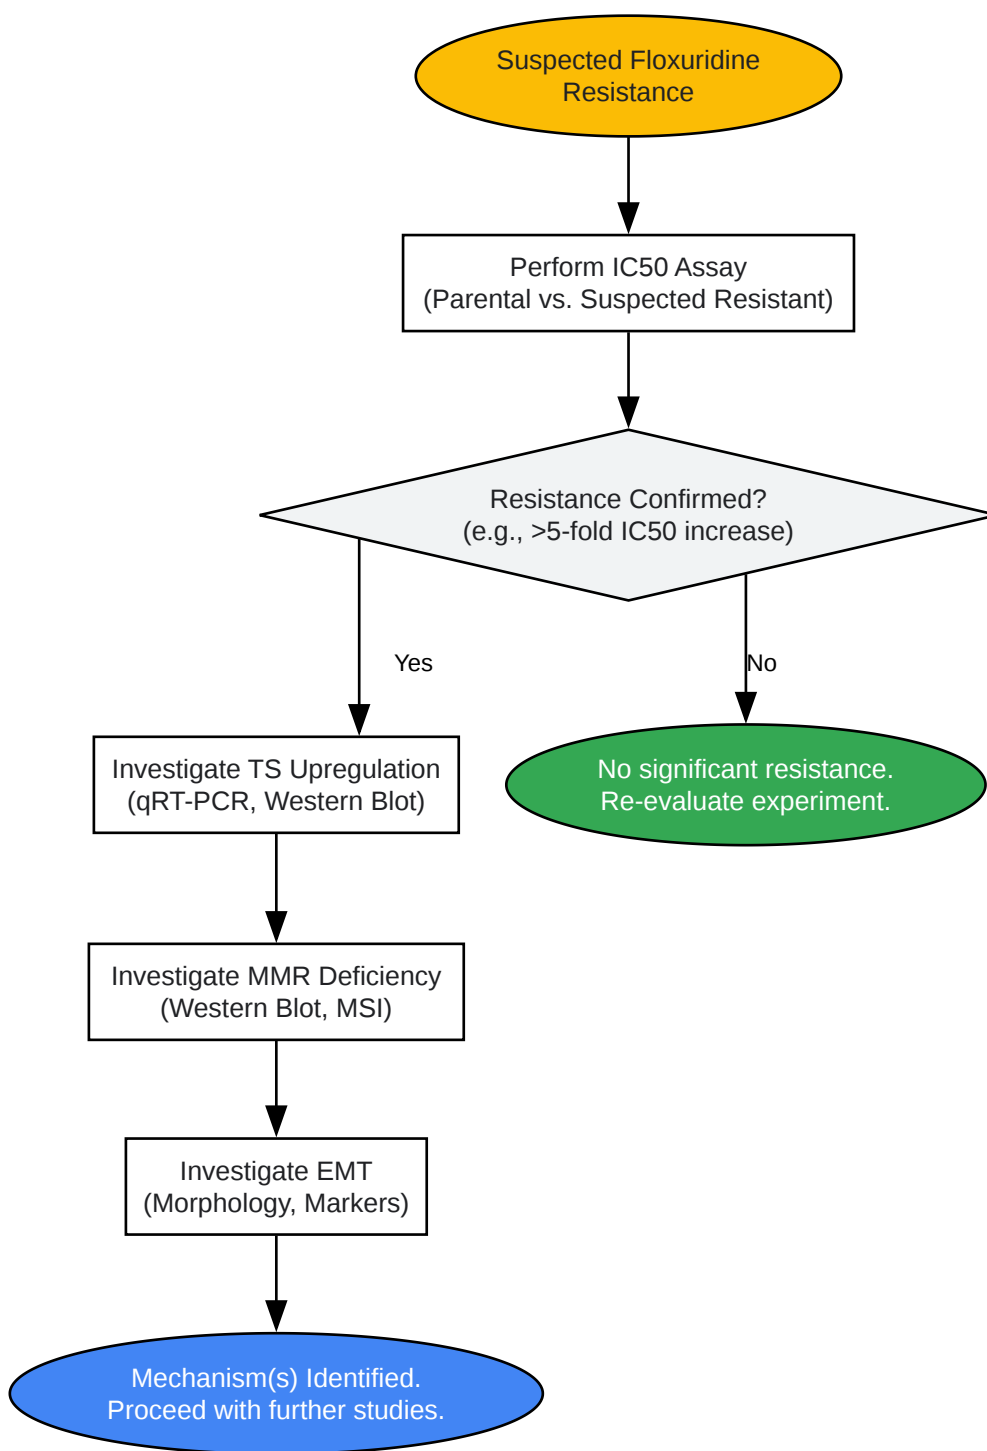 Suspected Floxuridine
Resistance
Perform IC50 Assay
(Parental vs. Suspected Resistant)
Resistance Confirmed?
(e.g., >5-fold IC50 increase)
Yes
No
Investigate TS Upregulation
(qRT-PCR, Western Blot)
No significant resistance.
Re-evaluate experiment.
Investigate MMR Deficiency
(Western Blot, MSI)
Investigate EMT
(Morphology, Markers)
Mechanism(s) Identified.
Proceed with further studies.